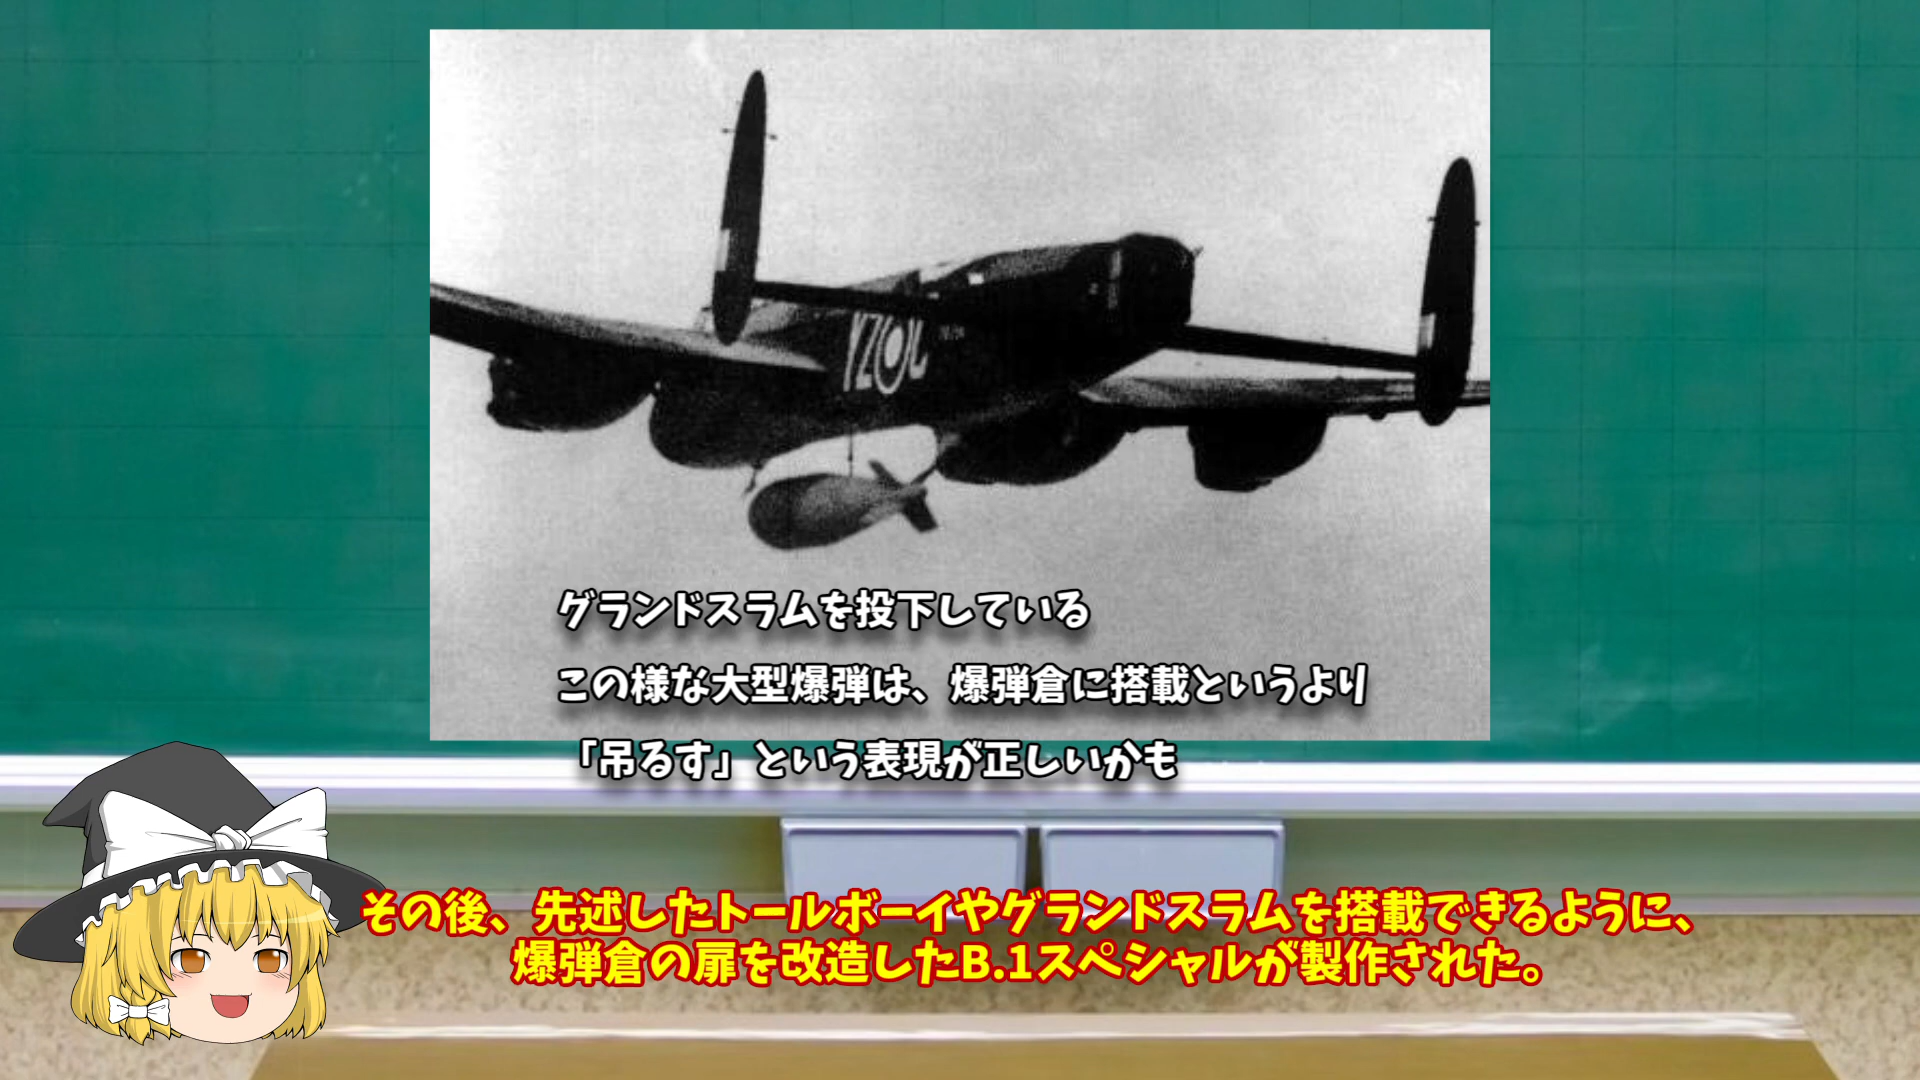 YZ C
グランドスラムを投下している
この様な大型爆弾は、爆弾倉に搭載というより
「吊るす」という表現が正しいかも
その後、先述したトールボーイやグランドスラムを搭載できるように、
爆弾倉の扉を改造したB.1スペシャルが製作された。